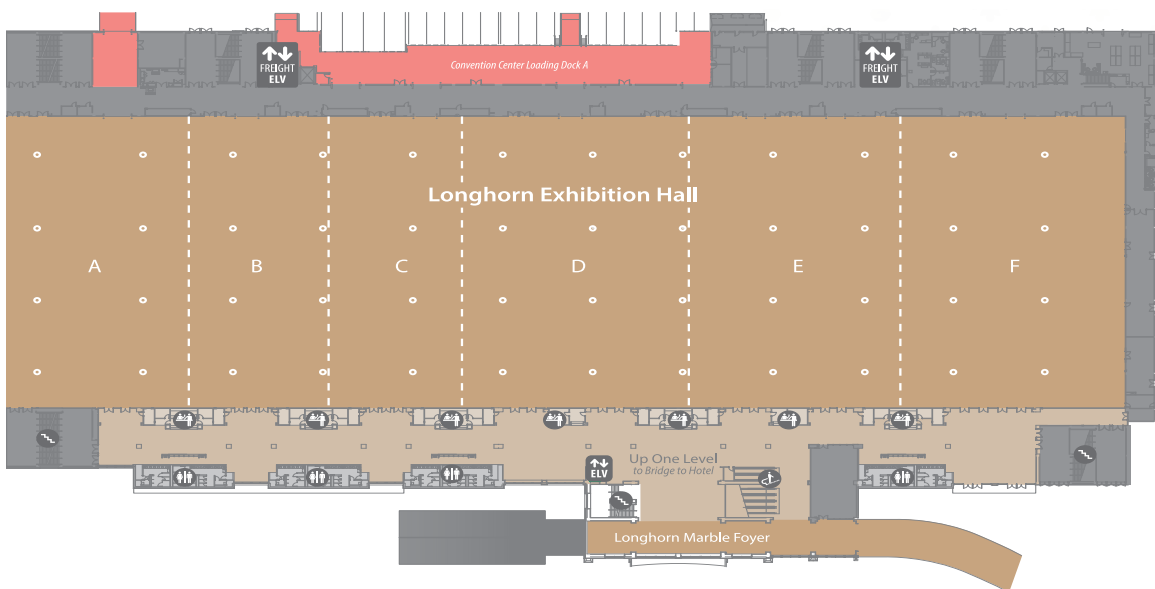 Convention Center Loading Dock A
FREIGHT
ELV
FREIGHT
ELV
Longhorn Exhibition Hall
A
B
C
D
E
F
Up One Level
to Bridge to Hotel
ELV
Longhorn Marble Foyer